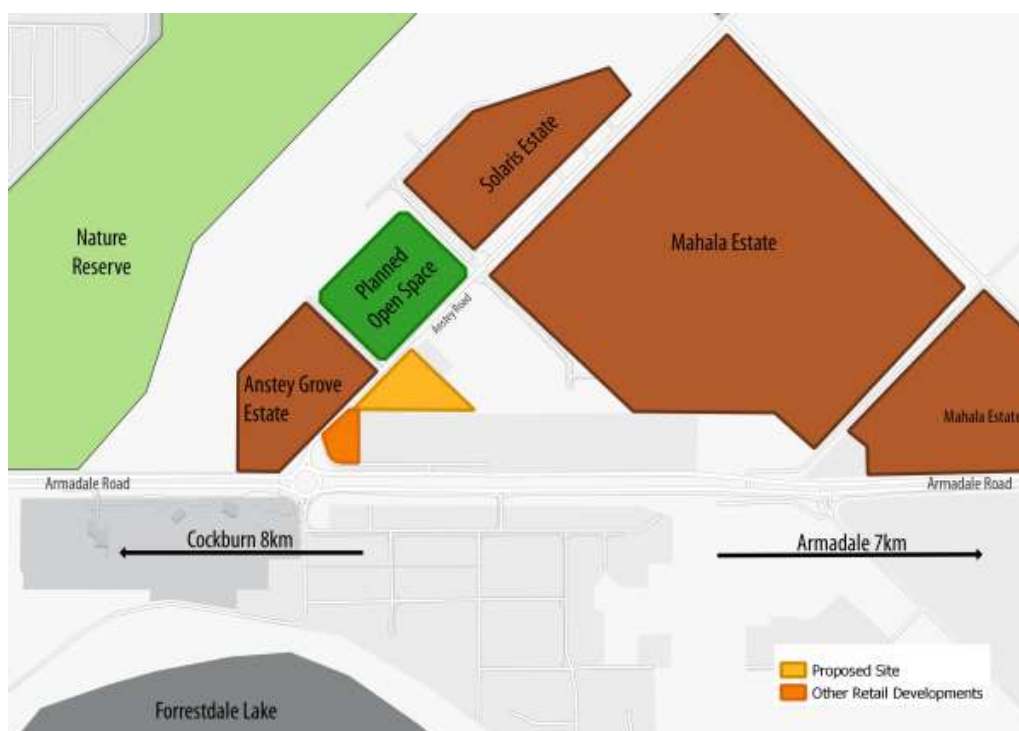 Solaris Estate
Nature
Reserve
Mahala Estate
Planned
Open Space
Anstey Road
Anstey Grove
Estate
Mahala Estate
Armadale Road
Armadale Road
Cockburn 8km
Armadale 7km
Proposed Site
Other Retail Developments
Forrestdale Lake